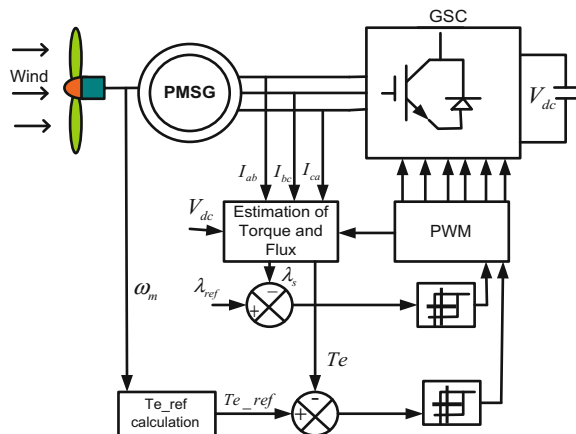 GSC
Wind
PMSG
V_dc
I_ab I_bc I_ca
V_dc
Estimation of
Torque and
Flux
PWM
λ_s
−
λ_ref
+
ω_m
Te
Te_ref
calculation
Te_ref
-
+